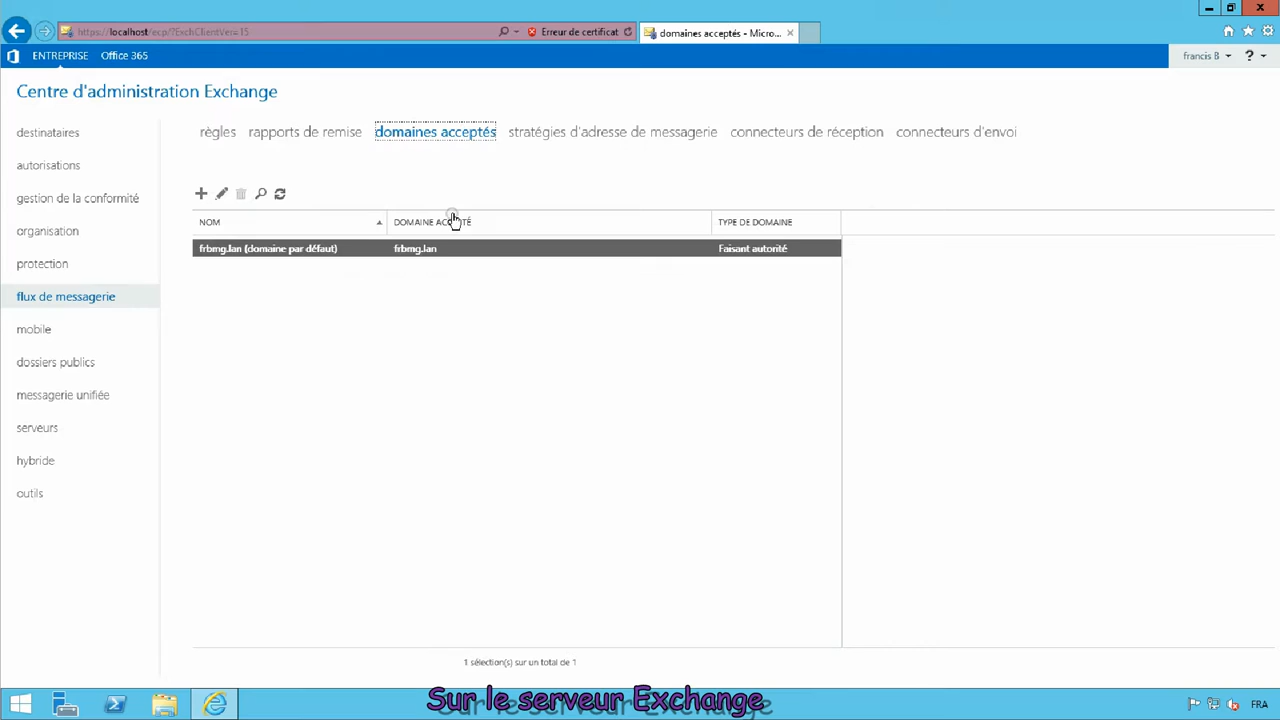 https://localhost/ecp/?ExchClientVer=15
Erreur de certificat
domaines acceptés - Micro...
ENTREPRISE Office 365
francis B ?
Centre d'administration Exchange
destinataires
autorisations
gestion de la conformité
organisation
protection
flux de messagerie
mobile
dossiers publics
messagerie unifiée
serveurs
hybride
outils
règles rapports de remise domaines acceptés stratégies d'adresse de messagerie connecteurs de réception connecteurs d'envoi
NOM DOMAINE ACCEPTÉ TYPE DE DOMAINE
frbmg.lan (domaine par défaut) frbmg.lan Faisant autorité
1 sélection(s) sur un total de 1
Sur le serveur Exchange
FRA